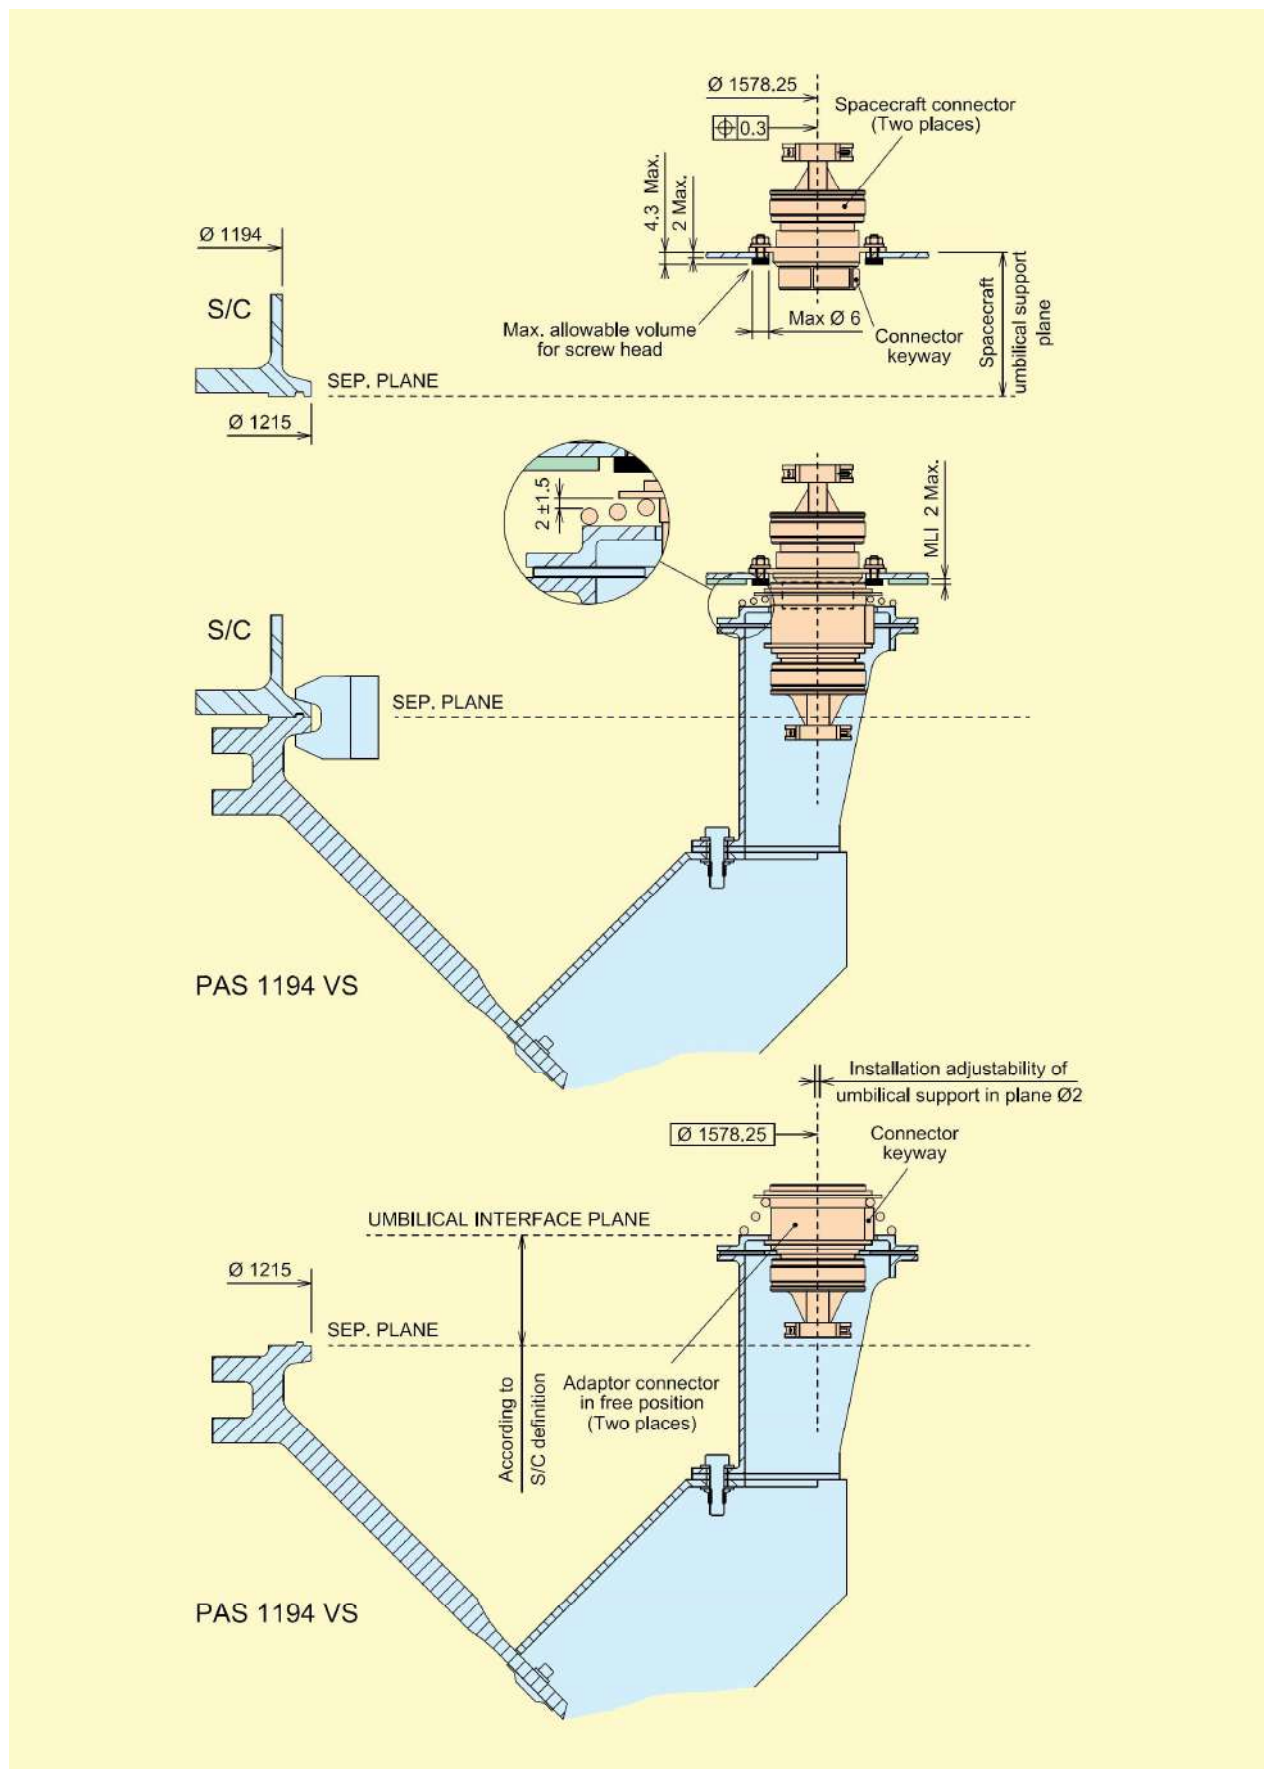 Ø 1578.25
Spacecraft connector
(Two places)
⌖ 0.3
4.3 Max.
2 Max.
Ø 1194
S/C
Max. allowable volume
for screw head
Max Ø 6
Connector
keyway
Spacecraft
umbilical support
plane
SEP. PLANE
Ø 1215
2 ±1.5
MLI 2 Max.
S/C
SEP. PLANE
PAS 1194 VS
Installation adjustability of
umbilical support in plane Ø2
Ø 1578.25
Connector
keyway
UMBILICAL INTERFACE PLANE
Ø 1215
SEP. PLANE
According to
S/C definition
Adaptor connector
in free position
(Two places)
PAS 1194 VS